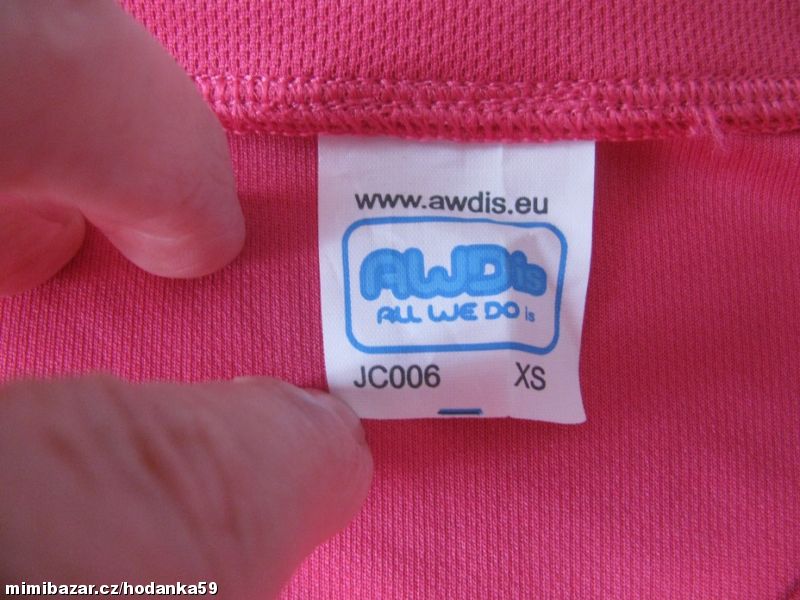 www.awdis.eu
AWDis
ALL WE DO is
JC006 XS
mimibazar.cz/hodanka59